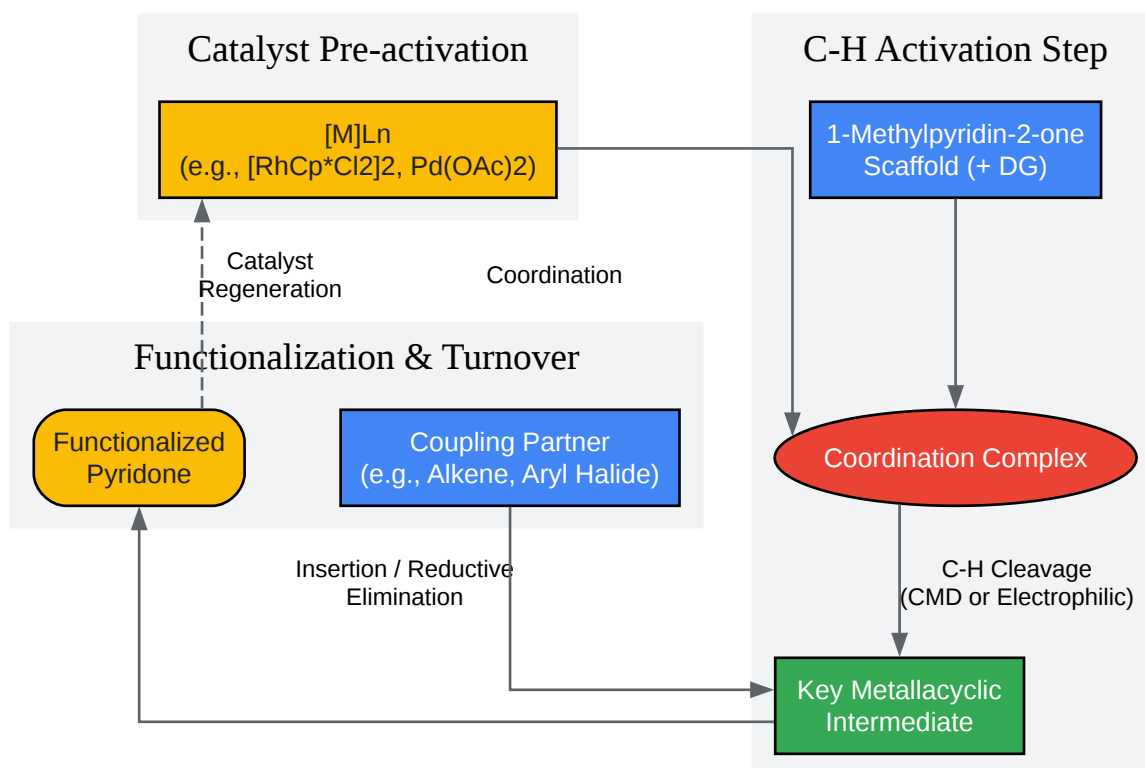 Catalyst Pre-activation
[M]Ln
(e.g., [RhCp*Cl2]2, Pd(OAc)2)
C-H Activation Step
1-Methylpyridin-2-one
Scaffold (+ DG)
Catalyst
Regeneration
Coordination
Functionalization & Turnover
Functionalized
Pyridone
Coupling Partner
(e.g., Alkene, Aryl Halide)
Coordination Complex
Insertion / Reductive
Elimination
C-H Cleavage
(CMD or Electrophilic)
Key Metallacyclic
Intermediate